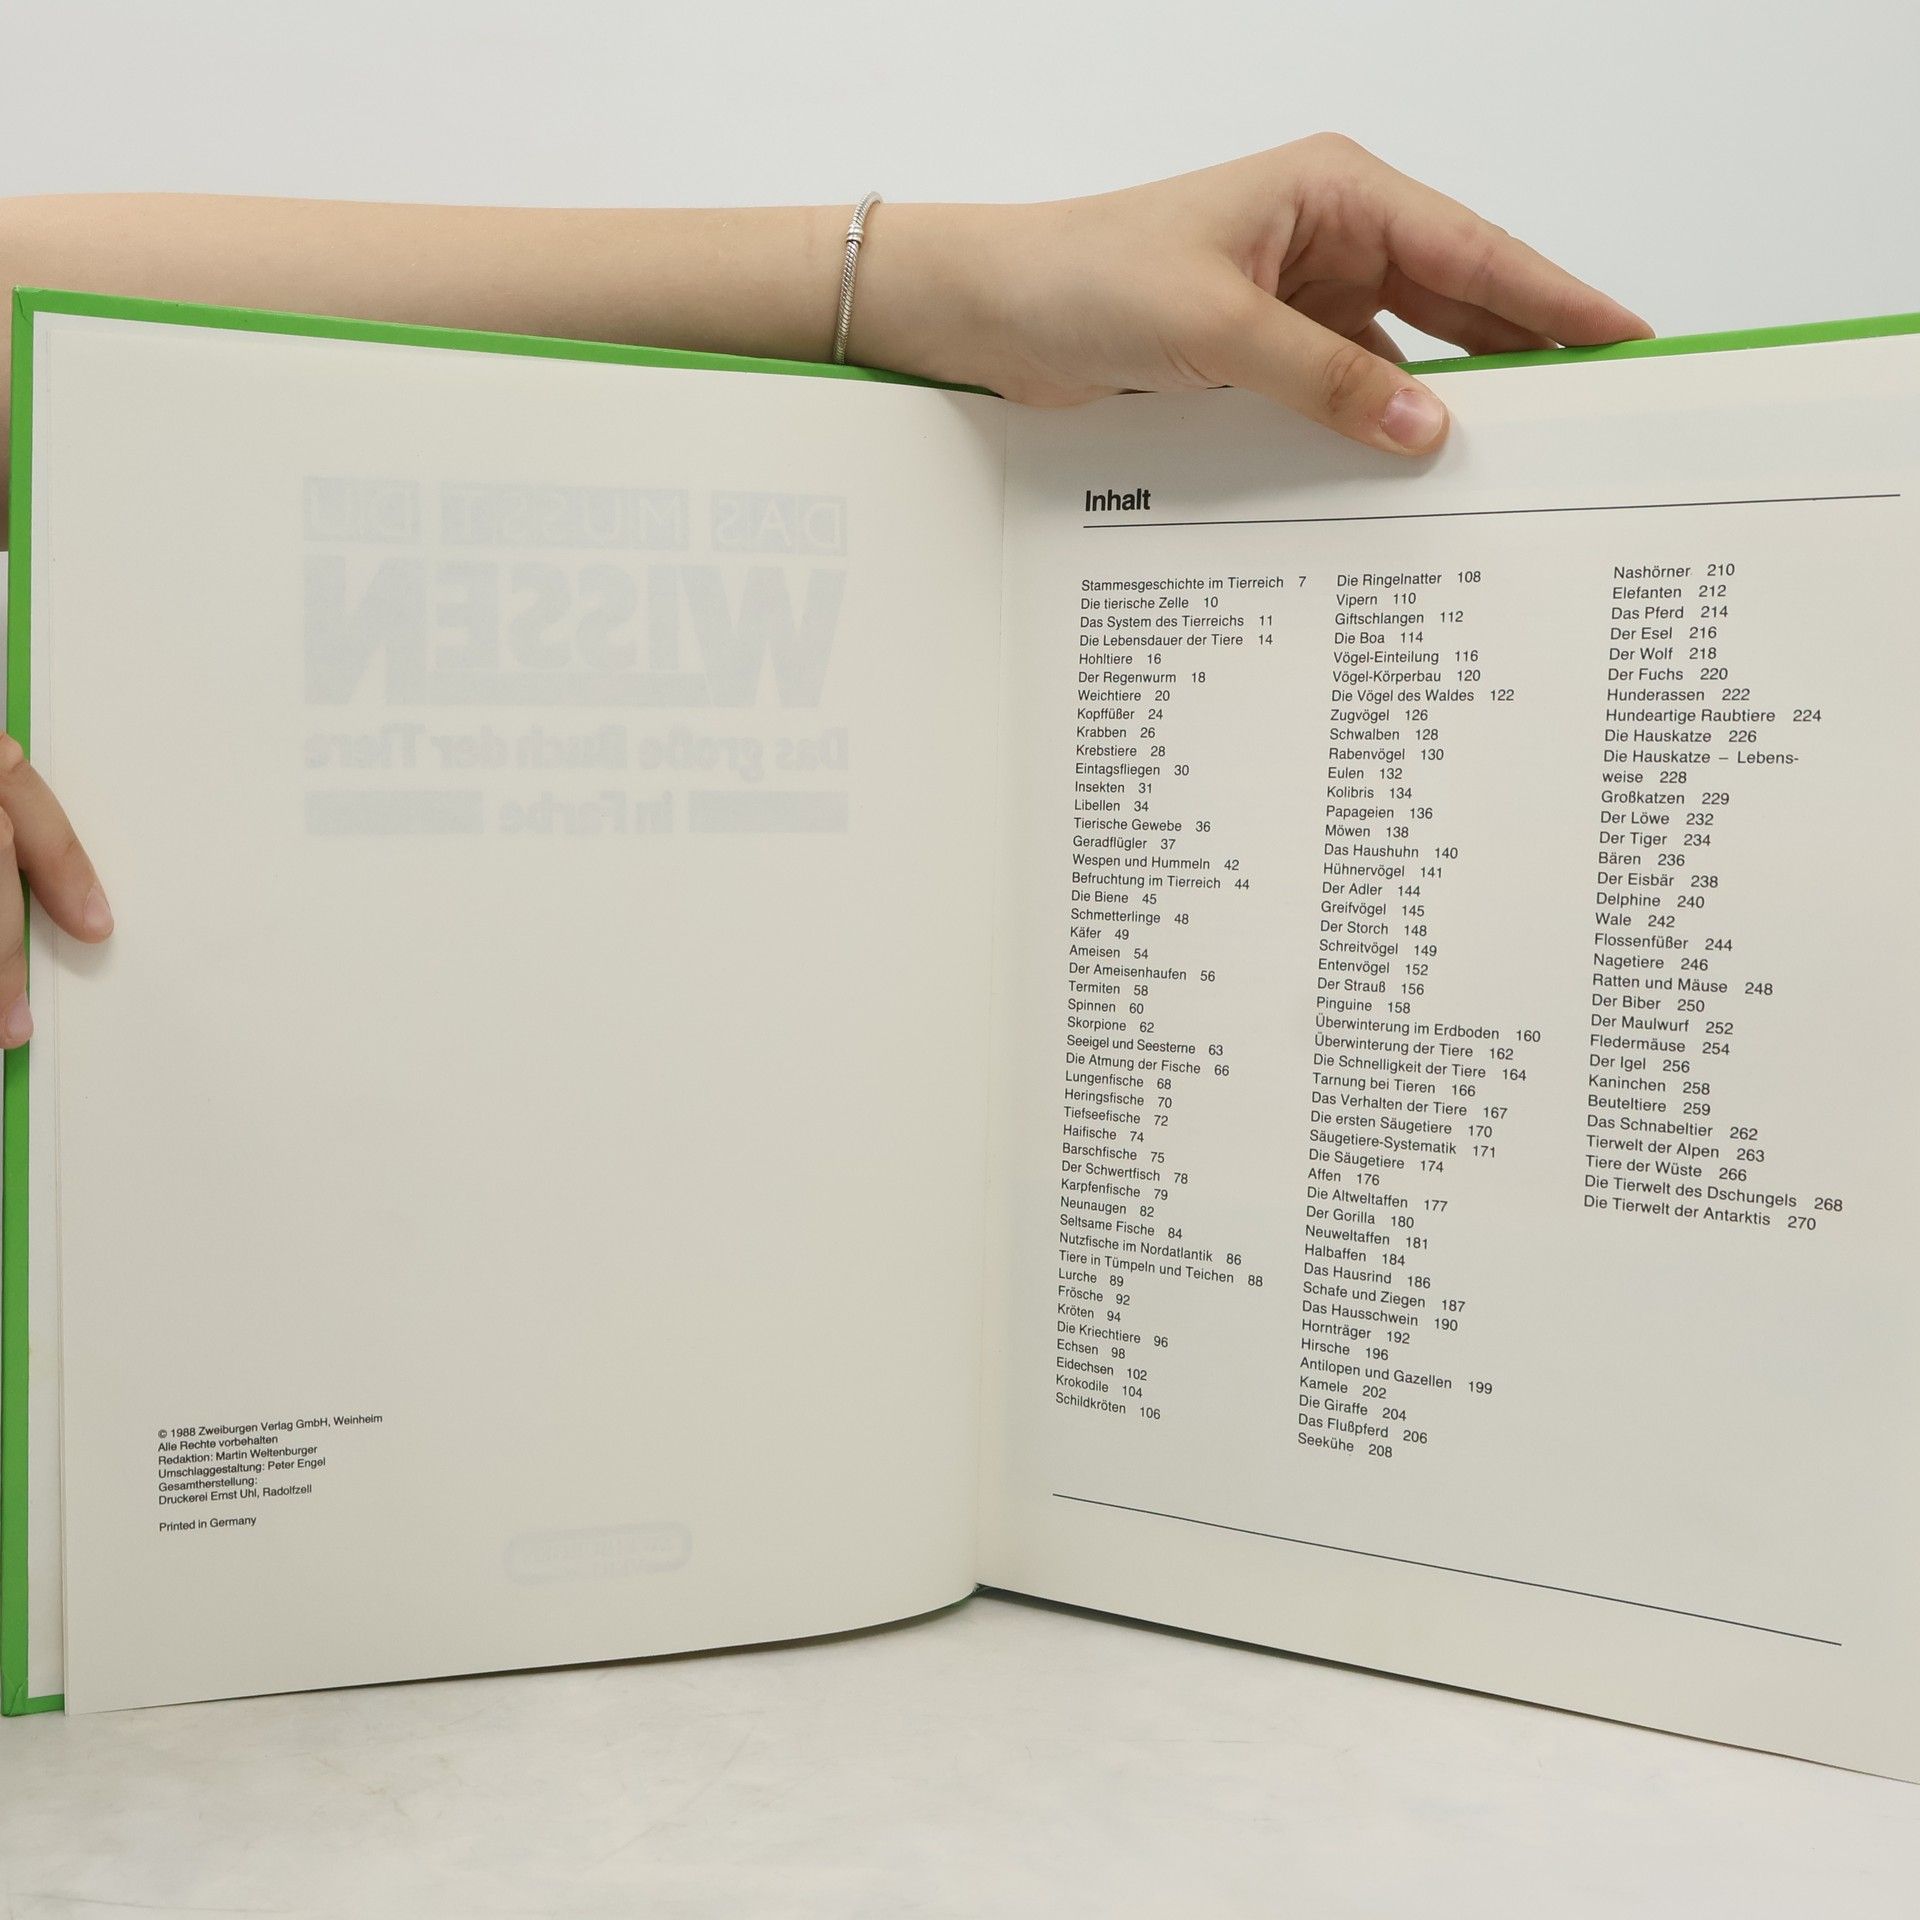 DAS MUSST DU
WISSEN
Das große Buch der Tiere
in Farbe
© 1988 Zweiburgen Verlag GmbH, Weinheim
Alle Rechte vorbehalten
Redaktion: Martin Weltenburger
Umschlaggestaltung: Peter Engel
Gesamtherstellung:
Druckerei Ernst Uhl, Radolfzell
Printed in Germany
Inhalt
Stammesgeschichte im Tierreich 7
Die tierische Zelle 10
Das System des Tierreichs 11
Die Lebensdauer der Tiere 14
Hohltiere 16
Der Regenwurm 18
Weichtiere 20
Kopffüßer 24
Krabben 26
Krebstiere 28
Eintagsfliegen 30
Insekten 31
Libellen 34
Tierische Gewebe 36
Geradflügler 37
Wespen und Hummeln 42
Befruchtung im Tierreich 44
Die Biene 45
Schmetterlinge 48
Käfer 49
Ameisen 54
Der Ameisenhaufen 56
Termiten 58
Spinnen 60
Skorpione 62
Seeigel und Seesterne 63
Die Atmung der Fische 66
Lungenfische 68
Heringsfische 70
Tiefseefische 72
Haifische 74
Barschfische 75
Der Schwertfisch 78
Karpfenfische 79
Neunaugen 82
Seltsame Fische 84
Nutzfische im Nordatlantik 86
Tiere in Tümpeln und Teichen 88
Lurche 89
Frösche 92
Kröten 94
Die Kriechtiere 96
Echsen 98
Eidechsen 102
Krokodile 104
Schildkröten 106
Die Ringelnatter 108
Vipern 110
Giftschlangen 112
Die Boa 114
Vögel-Einteilung 116
Vögel-Körperbau 120
Die Vögel des Waldes 122
Zugvögel 126
Schwalben 128
Rabenvögel 130
Eulen 132
Kolibris 134
Papageien 136
Möwen 138
Das Haushuhn 140
Hühnervögel 141
Der Adler 144
Greifvögel 145
Der Storch 148
Schreitvögel 149
Entenvögel 152
Der Strauß 156
Pinguine 158
Überwinterung im Erdboden 160
Überwinterung der Tiere 162
Die Schnelligkeit der Tiere 164
Tarnung bei Tieren 166
Das Verhalten der Tiere 167
Die ersten Säugetiere 170
Säugetiere-Systematik 171
Die Säugetiere 174
Affen 176
Die Altweltaffen 177
Der Gorilla 180
Neuweltaffen 181
Halbaffen 184
Das Hausrind 186
Schafe und Ziegen 187
Das Hausschwein 190
Hornträger 192
Hirsche 196
Antilopen und Gazellen 199
Kamele 202
Die Giraffe 204
Das Flußpferd 206
Seekühe 208
Nashörner 210
Elefanten 212
Das Pferd 214
Der Esel 216
Der Wolf 218
Der Fuchs 220
Hunderassen 222
Hundeartige Raubtiere 224
Die Hauskatze 226
Die Hauskatze – Lebens-
weise 228
Großkatzen 229
Der Löwe 232
Der Tiger 234
Bären 236
Der Eisbär 238
Delphine 240
Wale 242
Flossenfüßer 244
Nagetiere 246
Ratten und Mäuse 248
Der Biber 250
Der Maulwurf 252
Fledermäuse 254
Der Igel 256
Kaninchen 258
Beuteltiere 259
Das Schnabeltier 262
Tierwelt der Alpen 263
Tiere der Wüste 266
Die Tierwelt des Dschungels 268
Die Tierwelt der Antarktis 270